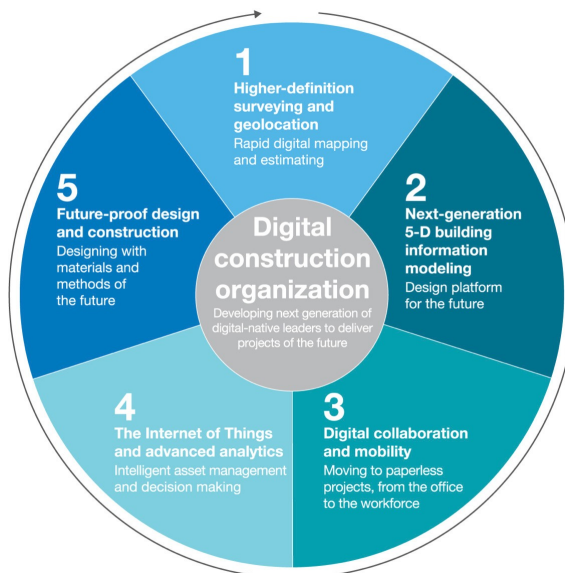 1
Higher-definition
surveying and
geolocation
Rapid digital mapping
and estimating
2
Next-generation
5-D building
information
modeling
Design platform
for the future
3
Digital collaboration
and mobility
Moving to paperless
projects, from the office
to the workforce
4
The Internet of Things
and advanced analytics
Intelligent asset management
and decision making
5
Future-proof design
and construction
Designing with
materials and
methods of
the future
Digital
construction
organization
Developing next generation of
digital-native leaders to deliver
projects of the future